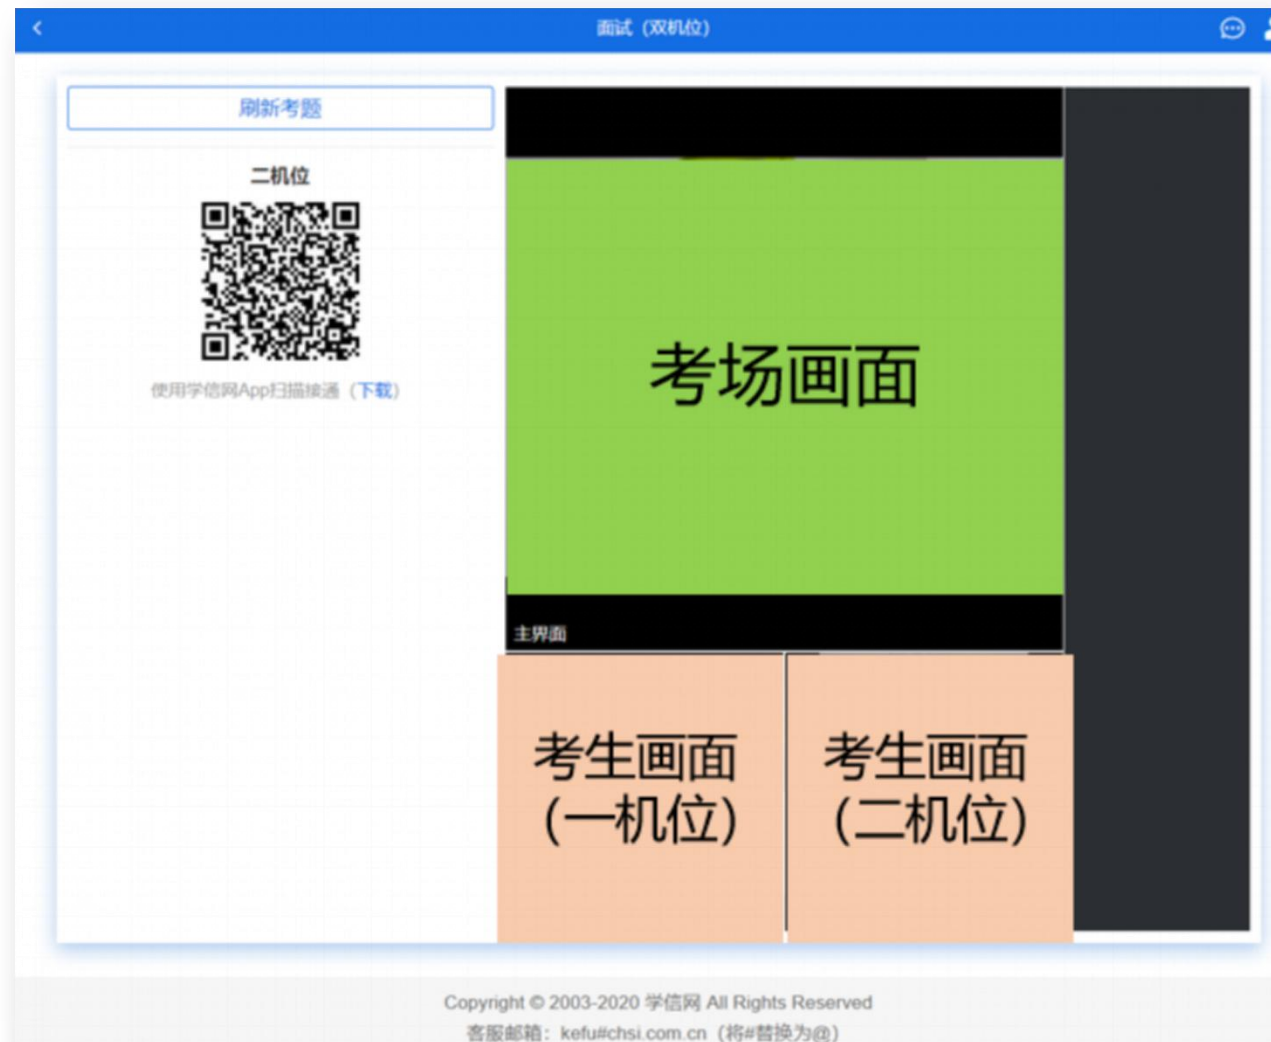 面试（双机位）
刷新考题
二机位
使用学信网App扫描接通（下载）
考场画面
主界面
考生画面
（一机位）
考生画面
（二机位）
Copyright © 2003-2020 学信网 All Rights Reserved
客服邮箱：kefu#chsi.com.cn（将#替换为@）